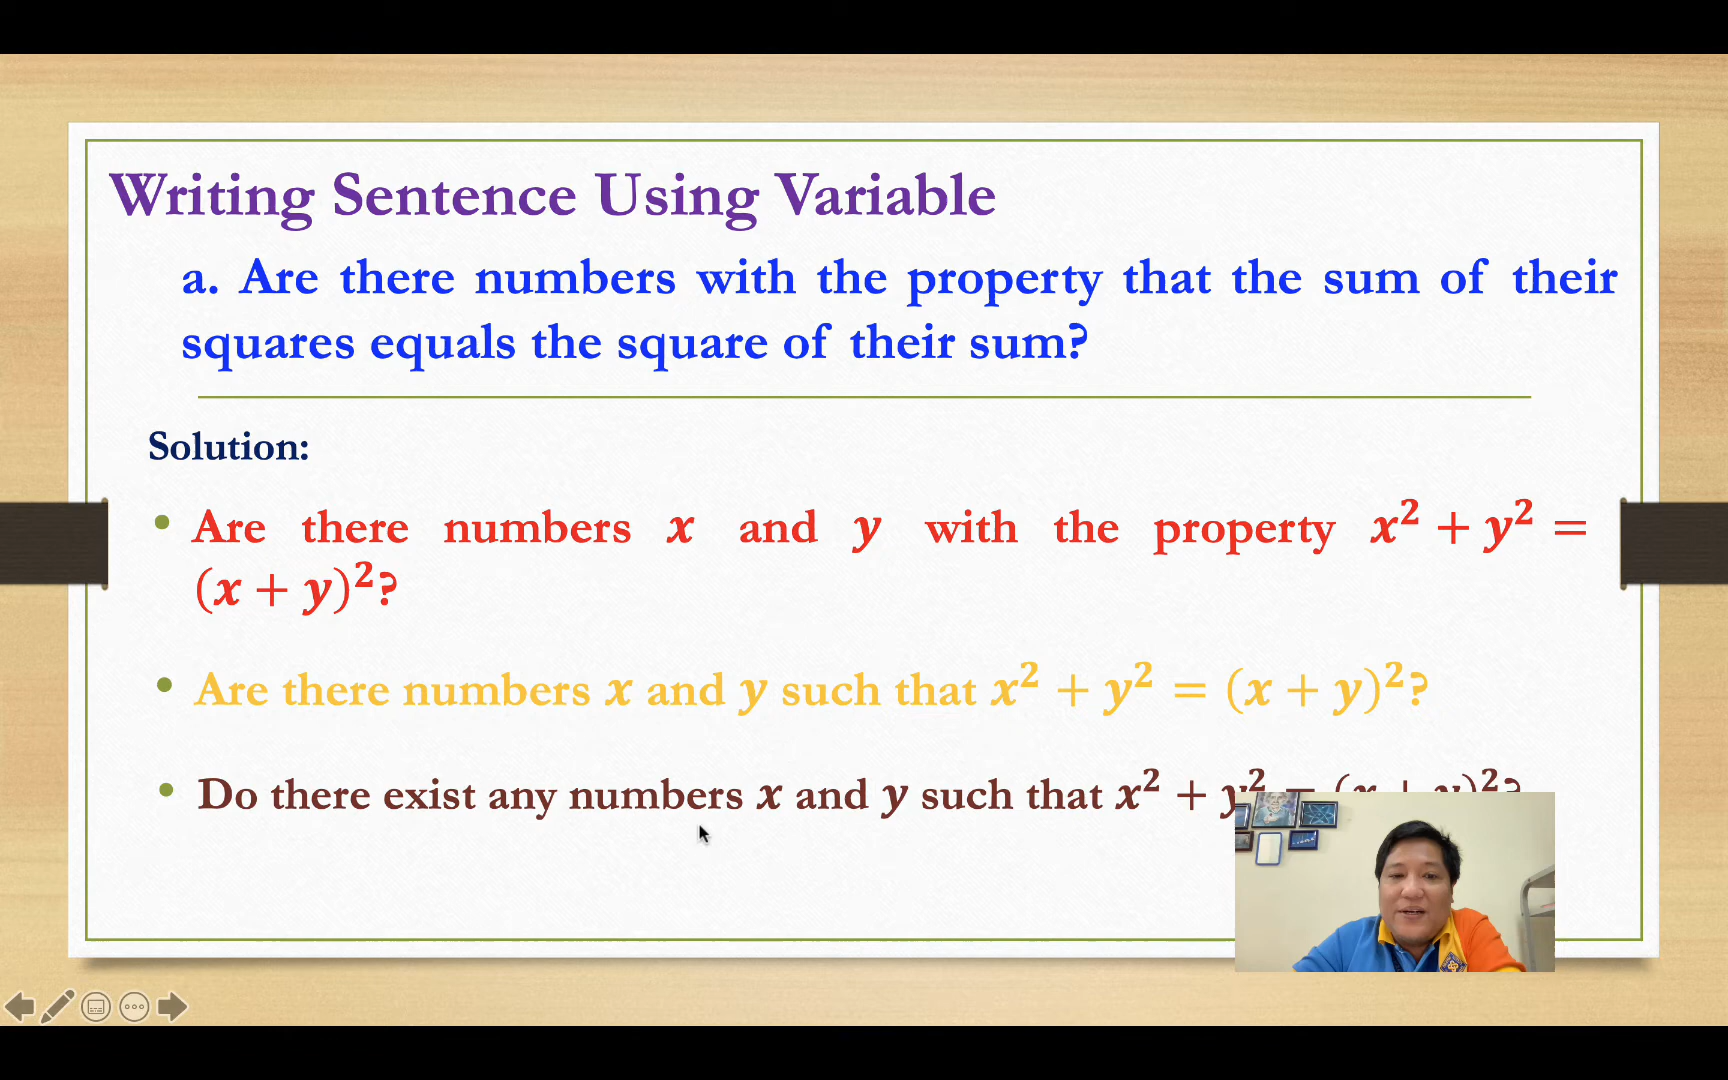 Writing Sentence Using Variable
a. Are there numbers with the property that the sum of their
squares equals the square of their sum?
Solution:
• Are there numbers x and y with the property x² + y² =
(x + y)²?
• Are there numbers x and y such that x² + y² = (x + y)²?
• Do there exist any numbers x and y such that x² + y² = (x + y)²?